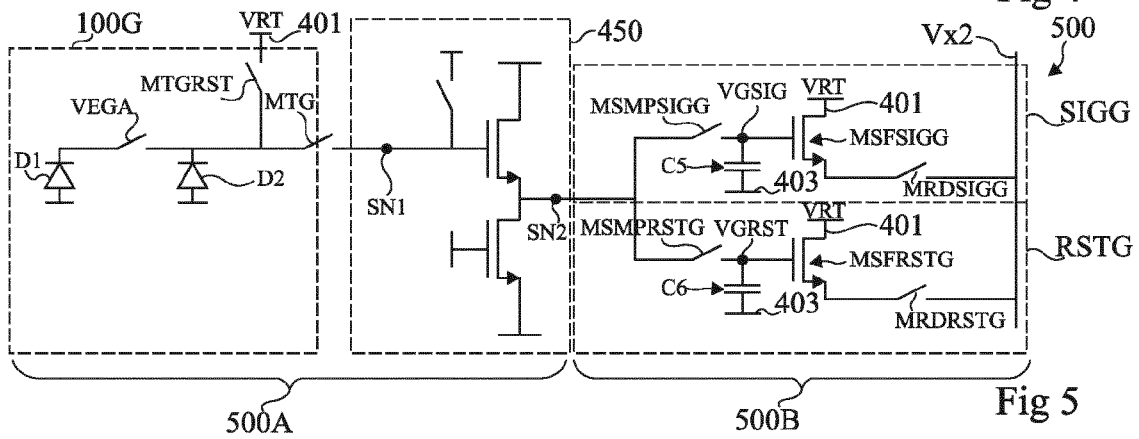 100G
VRT 401
450
Vx2
500
MTGRST
VEGA
MTG
D1
D2
SN1
SN2
MSMPSIGG
VGSIG
VRT
401
SIGG
MSFSIGG
C5
403
MRDSIGG
MSMPRSTG
VGRST
VRT
401
RSTG
MSFRSTG
C6
403
MRDRSTG
500A
500B
Fig 5